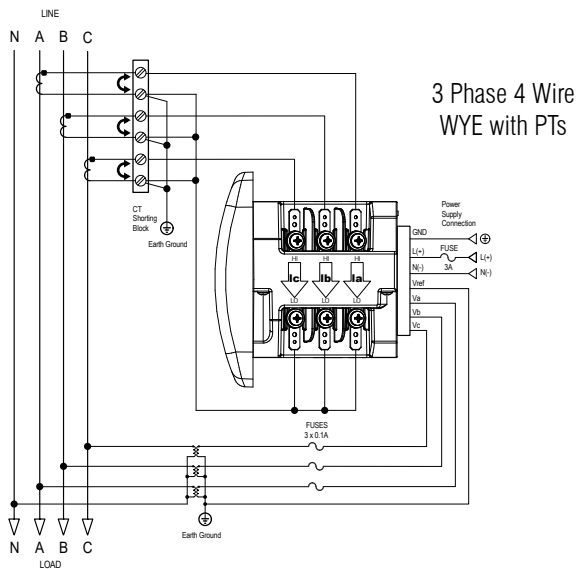 LINE
N A B C
3 Phase 4 Wire
WYE with PTs
CT
Shorting
Block
Earth Ground
Power
Supply
Connection
GND
L(+)
FUSE
L(+)
N(-)
3A
N(-)
Vref
Va
Vb
Vc
HI HI HI
Ic Ib Ia
LO LO LO
FUSES
3 x 0.1A
Earth Ground
N A B C
LOAD